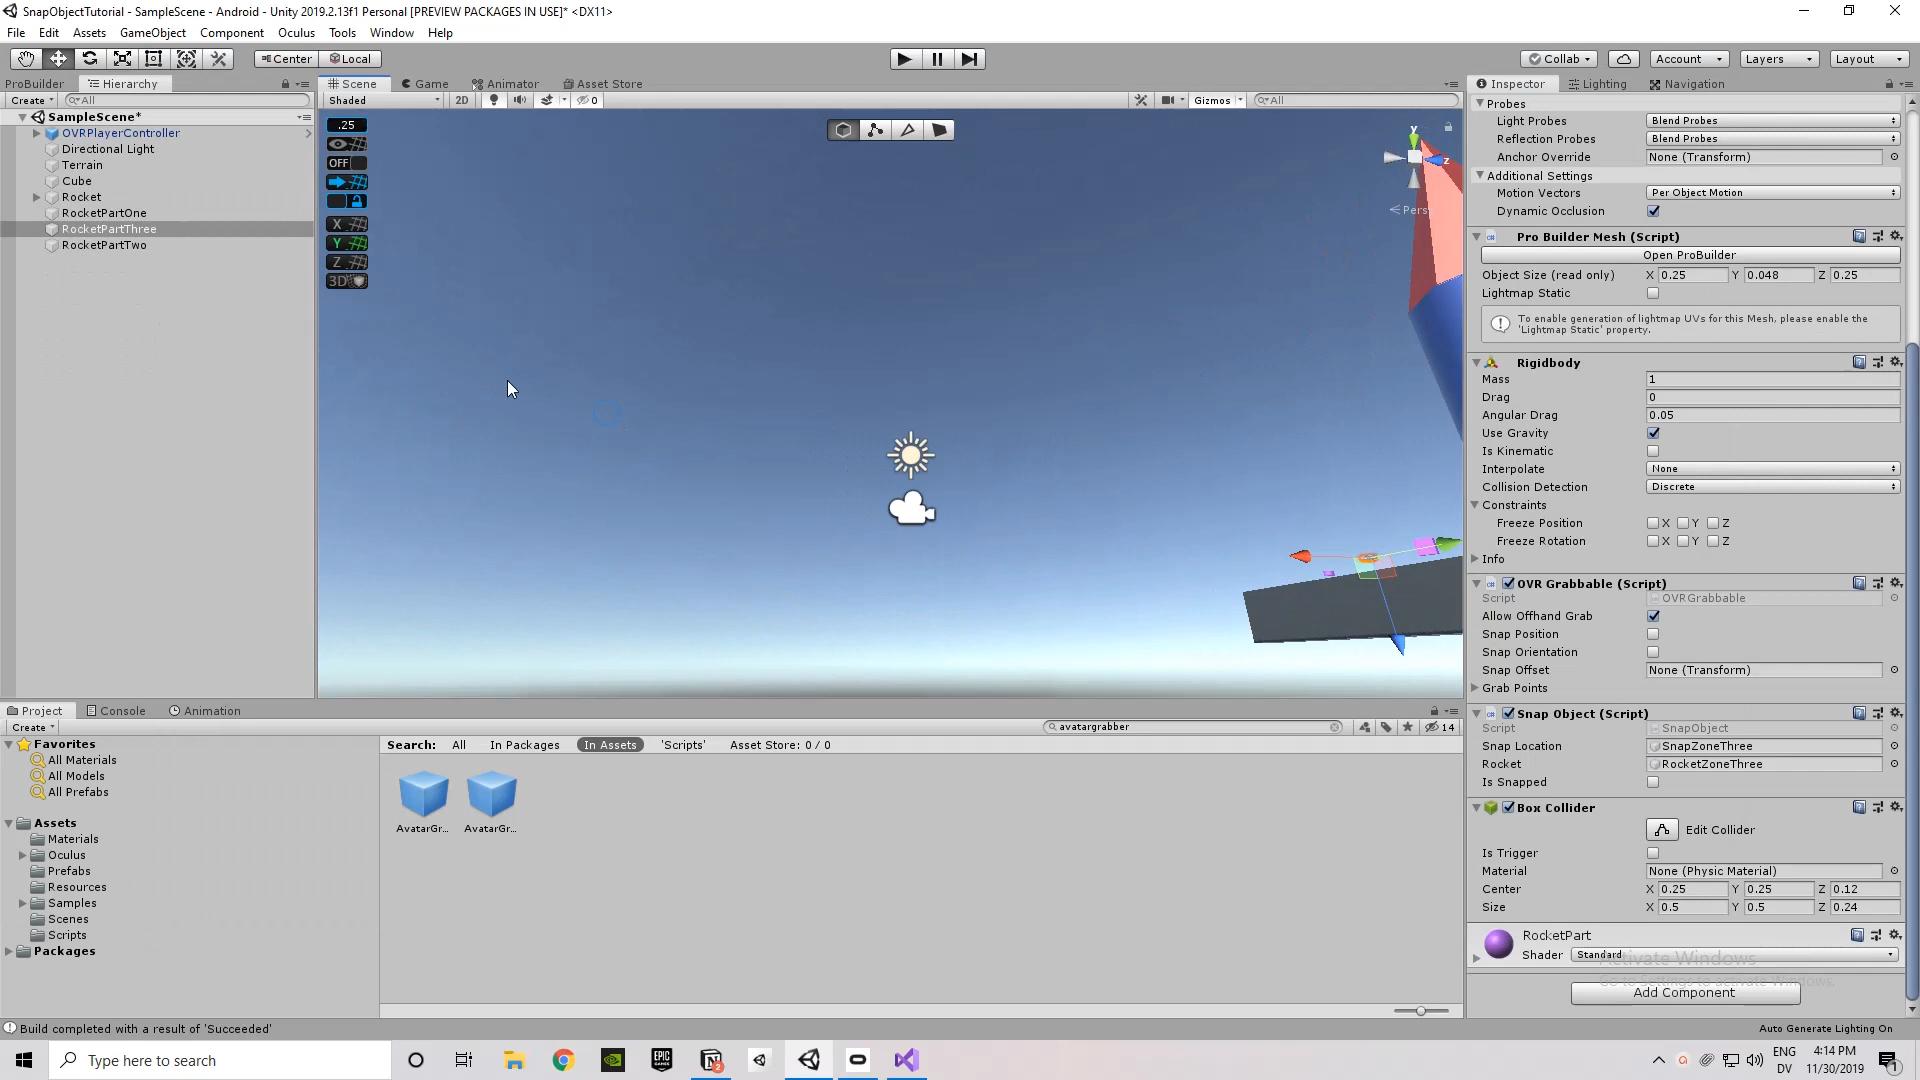 SnapObjectTutorial - SampleScene - Android - Unity 2019.2.13f1 Personal [PREVIEW PACKAGES IN USE]* <DX11>
File Edit Assets GameObject Component Oculus Tools Window Help
Center Local Collab Account Layers Layout
ProBuilder Hierarchy Scene Game Animator Asset Store Inspector Lighting Navigation
Create All Shaded 2D 0 Gizmos All
SampleScene*
OVRPlayerController
Directional Light
Terrain
Cube
Rocket
RocketPartOne
RocketPartThree
RocketPartTwo
.25
OFF
X
Y
Z
3D
y
z
Pers
Probes
Light Probes Blend Probes
Reflection Probes Blend Probes
Anchor Override None (Transform)
Additional Settings
Motion Vectors Per Object Motion
Dynamic Occlusion
Pro Builder Mesh (Script)
Open ProBuilder
Object Size (read only) X 0.25 Y 0.048 Z 0.25
Lightmap Static
To enable generation of lightmap UVs for this Mesh, please enable the
'Lightmap Static' property.
Rigidbody
Mass 1
Drag 0
Angular Drag 0.05
Use Gravity
Is Kinematic
Interpolate None
Collision Detection Discrete
Constraints
Freeze Position X Y Z
Freeze Rotation X Y Z
Info
OVR Grabbable (Script)
Script OVRGrabbable
Allow Offhand Grab
Snap Position
Snap Orientation
Snap Offset None (Transform)
Grab Points
Snap Object (Script)
Script SnapObject
Snap Location SnapZoneThree
Rocket RocketZoneThree
Is Snapped
Box Collider
Edit Collider
Is Trigger
Material None (Physic Material)
Center X 0.25 Y 0.25 Z 0.12
Size X 0.5 Y 0.5 Z 0.24
RocketPart
Shader Standard
Activate Windows
Go to Settings to activate Windows.
Add Component
Project Console Animation
Create avatargrabber 14
Favorites
All Materials
All Models
All Prefabs
Assets
Materials
Oculus
Prefabs
Resources
Samples
Scenes
Scripts
Packages
Search: All In Packages In Assets 'Scripts' Asset Store: 0 / 0
AvatarGr... AvatarGr...
Build completed with a result of 'Succeeded' Auto Generate Lighting On
Type here to search
EPIC
GAMES
N
2
ENG
DV
4:14 PM
11/30/2019
1